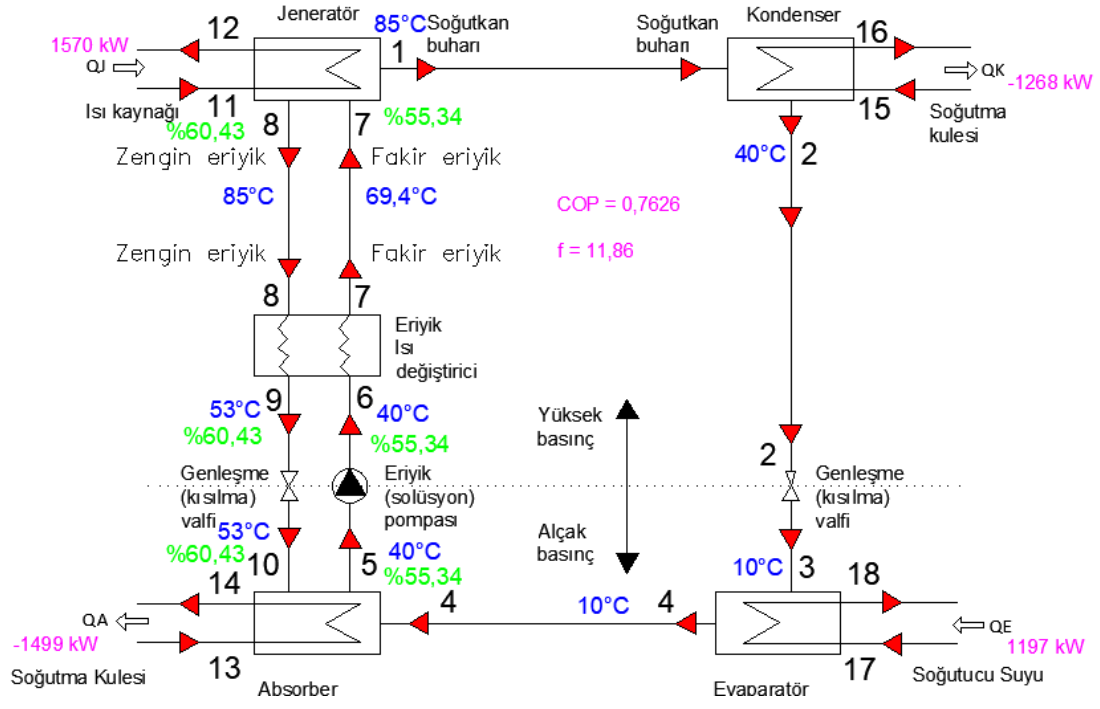 Jeneratör
Kondenser
12
85°C
Soğutkan
buharı
Soğutkan
buharı
16
1570 kW
1
QJ
QK
-1268 kW
11
Isı kaynağı
%60,43
8
7
%55,34
15
Soğutma
kulesi
Zengin eriyik
Fakir eriyik
40°C
2
85°C
69,4°C
COP = 0,7626
f = 11,86
Zengin eriyik
Fakir eriyik
8
7
Eriyik
Isı
değiştirici
9
6
53°C
40°C
%60,43
%55,34
Yüksek
basınç
2
Genleşme
(kısılma)
valfi
Eriyik
(solüsyon)
pompası
Genleşme
(kısılma)
valfi
53°C
%60,43
40°C
%55,34
Alçak
basınç
10
5
10°C
3
14
4
10°C
4
18
QA
QE
-1499 kW
1197 kW
13
17
Soğutma Kulesi
Absorber
Evaparatör
Soğutucu Suyu